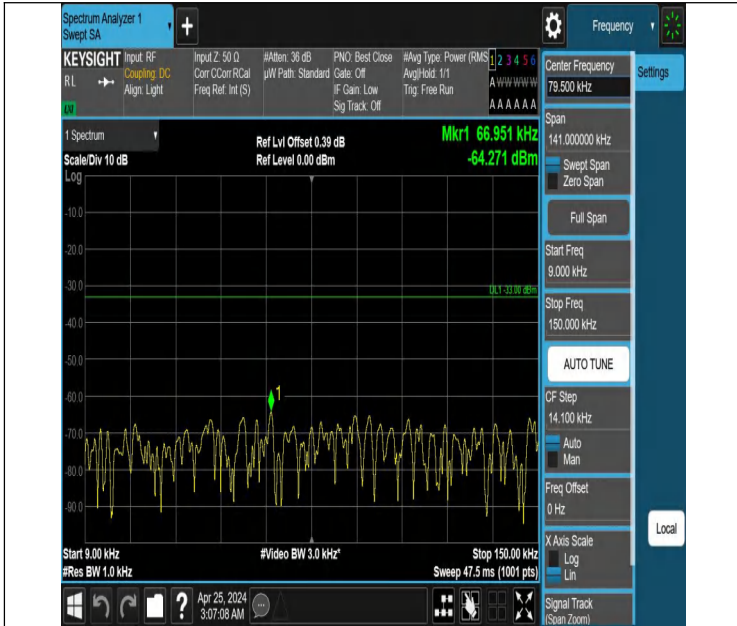 Spectrum Analyzer 1
Swept SA
+
Frequency
KEYSIGHT
RL
Input: RF
Coupling: DC
Align: Light
Input Z: 50 Ω
Corr CCorr RCal
Freq Ref: Int (S)
#Atten: 36 dB
µW Path: Standard
PNO: Best Close
Gate: Off
IF Gain: Low
Sig Track: Off
#Avg Type: Power (RMS
Avg|Hold: 1/1
Trig: Free Run
1 2 3 4 5 6
A W W W W W
A A A A A A
1 Spectrum
Scale/Div 10 dB
Log
Ref Lvl Offset 0.39 dB
Ref Level 0.00 dBm
Mkr1 66.951 kHz
-64.271 dBm
-10.0
-20.0
-30.0
DL1 -33.00 dBm
-40.0
-50.0
-60.0
1
-70.0
-80.0
-90.0
Start 9.00 kHz
#Res BW 1.0 kHz
#Video BW 3.0 kHz*
Stop 150.00 kHz
Sweep 47.5 ms (1001 pts)
Center Frequency
79.500 kHz
Settings
Span
141.000000 kHz
Swept Span
Zero Span
Full Span
Start Freq
9.000 kHz
Stop Freq
150.000 kHz
AUTO TUNE
CF Step
14.100 kHz
Auto
Man
Freq Offset
0 Hz
X Axis Scale
Log
Lin
Local
Signal Track
(Span Zoom)
?
Apr 25, 2024
3:07:08 AM